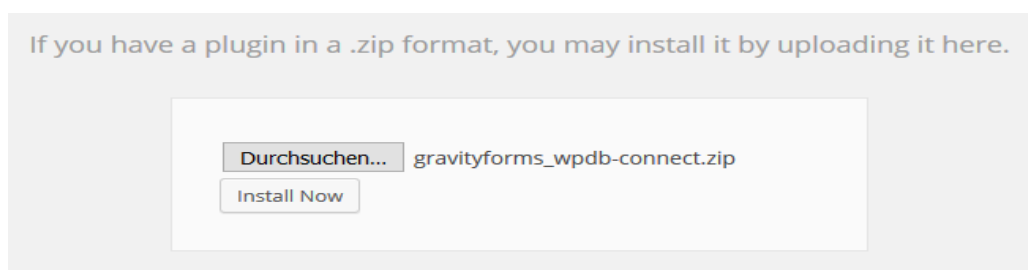 If you have a plugin in a .zip format, you may install it by uploading it here.
Durchsuchen... gravityforms_wpdb-connect.zip
Install Now